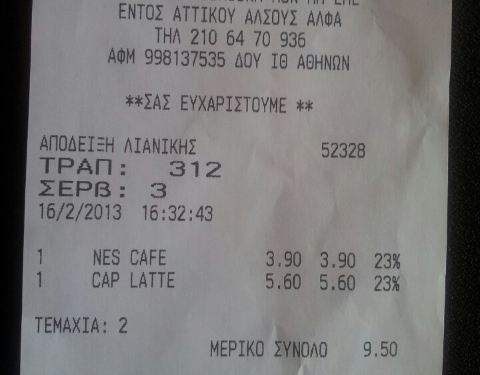 ΕΝΤΟΣ ΑΤΤΙΚΟΥ ΑΛΣΟΥΣ ΑΛΦΑ
ΤΗΛ 210 64 70 936
ΑΦΜ 998137535 ΔΟΥ ΙΘ ΑΘΗΝΩΝ
**ΣΑΣ ΕΥΧΑΡΙΣΤΟΥΜΕ **
ΑΠΟΔΕΙΞΗ ΛΙΑΝΙΚΗΣ 52328
ΤΡΑΠ: 312
ΣΕΡΒ: 3
16/2/2013 16:32:43
1 NES CAFE 3.90 3.90 23%
1 CAP LATTE 5.60 5.60 23%
ΤΕΜΑΧΙΑ: 2
ΜΕΡΙΚΟ ΣΥΝΟΛΟ 9.50